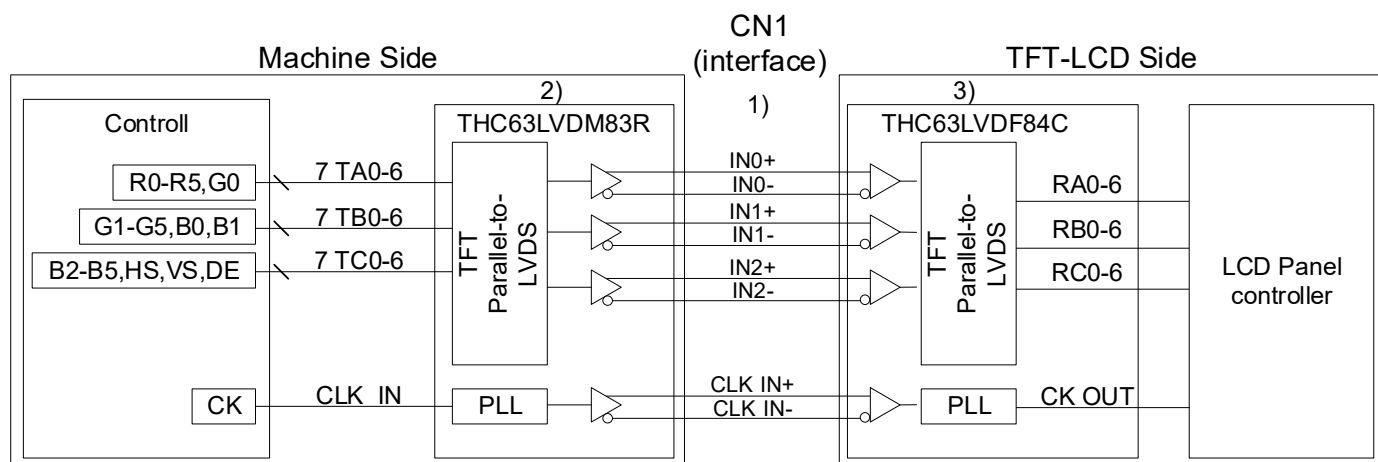 CN1
(interface)
Machine Side
TFT-LCD Side
1)
2)
3)
Controll
THC63LVDM83R
THC63LVDF84C
R0-R5,G0
7 TA0-6
IN0+
IN0-
RA0-6
G1-G5,B0,B1
7 TB0-6
IN1+
IN1-
RB0-6
B2-B5,HS,VS,DE
7 TC0-6
IN2+
IN2-
RC0-6
TFT
Parallel-to-
LVDS
TFT
Parallel-to-
LVDS
LCD Panel
controller
CK
CLK IN
PLL
CLK IN+
CLK IN-
PLL
CK OUT